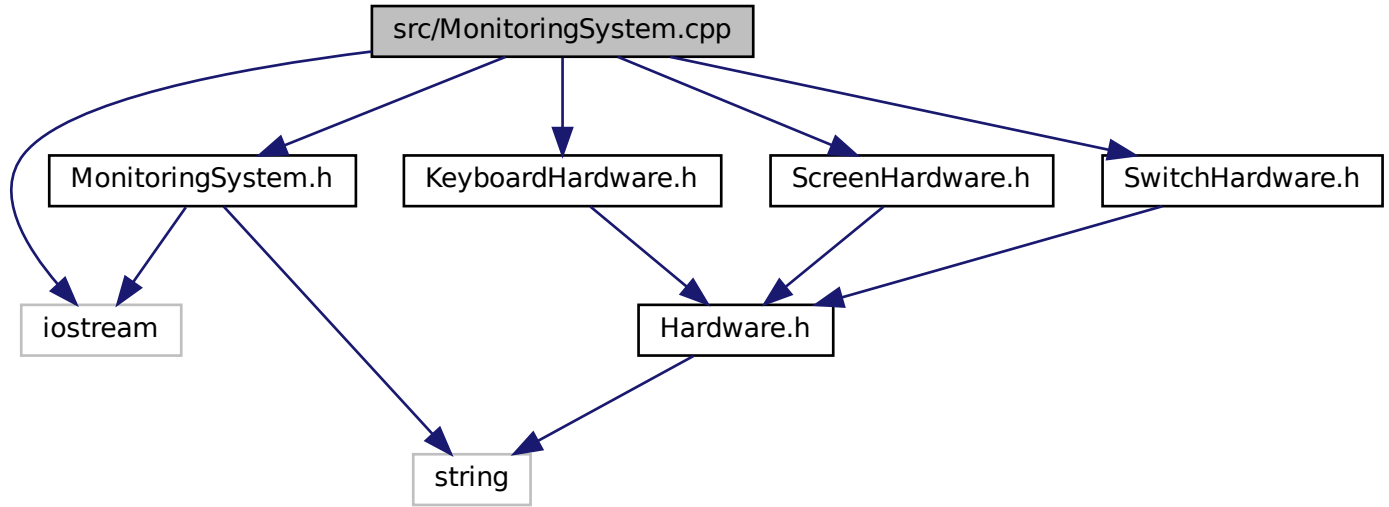 src/MonitoringSystem.cpp
MonitoringSystem.h
KeyboardHardware.h
ScreenHardware.h
SwitchHardware.h
iostream
Hardware.h
string